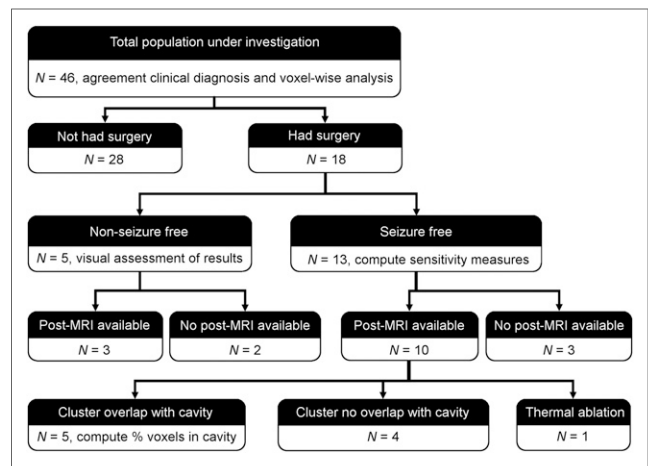 Total population under investigation
N = 46, agreement clinical diagnosis and voxel-wise analysis
Not had surgery
N = 28
Had surgery
N = 18
Non-seizure free
N = 5, visual assessment of results
Seizure free
N = 13, compute sensitivity measures
Post-MRI available
N = 3
No post-MRI available
N = 2
Post-MRI available
N = 10
No post-MRI available
N = 3
Cluster overlap with cavity
N = 5, compute % voxels in cavity
Cluster no overlap with cavity
N = 4
Thermal ablation
N = 1